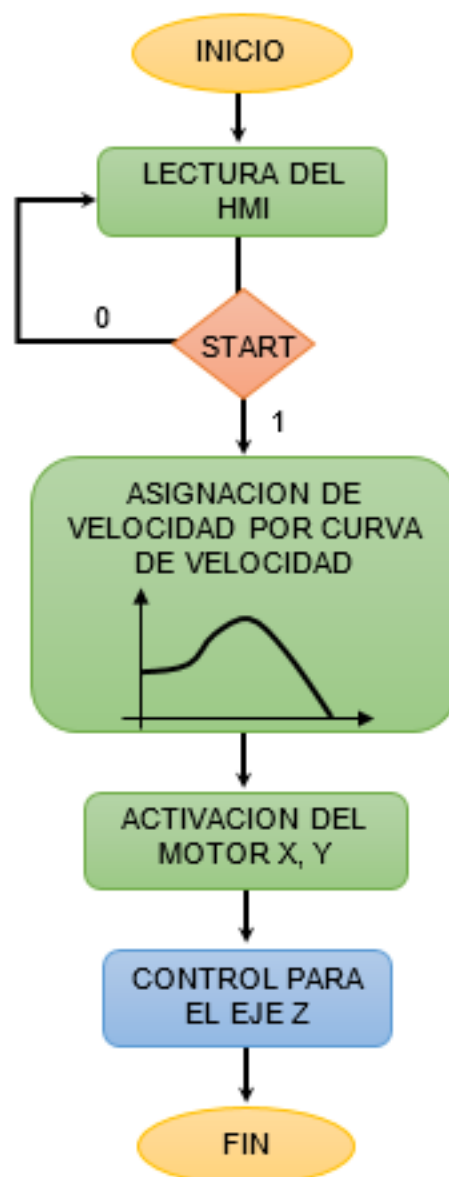 INICIO
LECTURA DEL
HMI
0
START
1
ASIGNACION DE
VELOCIDAD POR CURVA
DE VELOCIDAD
ACTIVACION DEL
MOTOR X, Y
CONTROL PARA
EL EJE Z
FIN